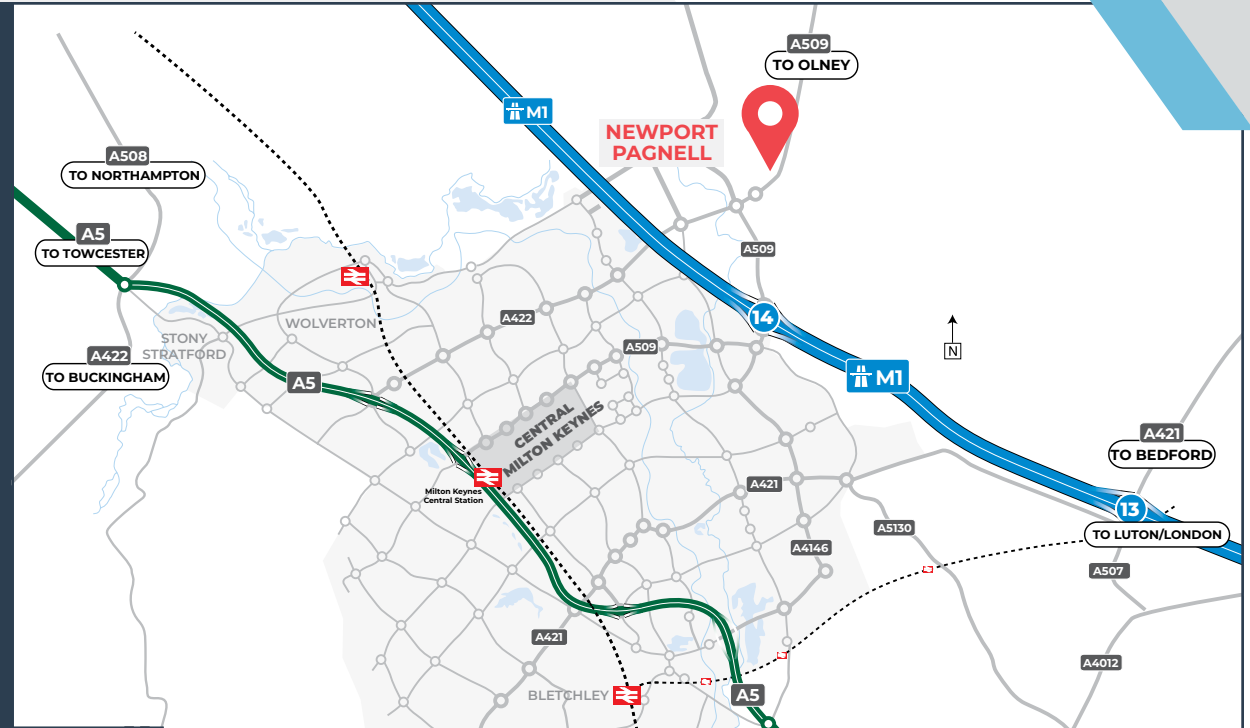 A509
TO OLNEY
M1
NEWPORT
PAGNELL
A508
TO NORTHAMPTON
A5
TO TOWCESTER
A509
WOLVERTON
A422
14
STONY
STRATFORD
A509
N
A422
TO BUCKINGHAM
A5
M1
CENTRAL
MILTON KEYNES
A421
TO BEDFORD
Milton Keynes
Central Station
A421
13
A5130
TO LUTON/LONDON
A4146
A507
A421
A4012
BLETCHLEY
A5